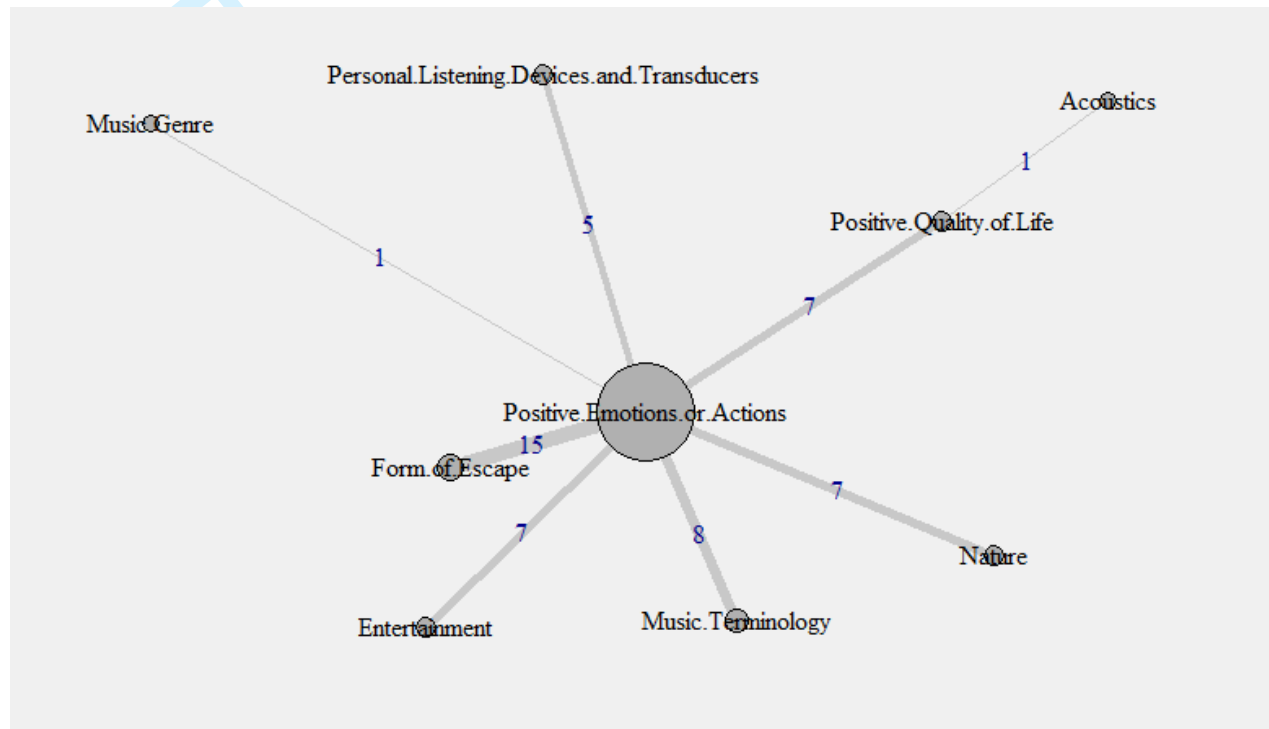 Personal.Listening.Devices.and.Transducers
Acoustics
Music.Genre
1
Positive.Quality.of.Life
5
1
7
Positive.Emotions.or.Actions
15
Form.of.Escape
7
7
8
Nature
Music.Terminology
Entertainment